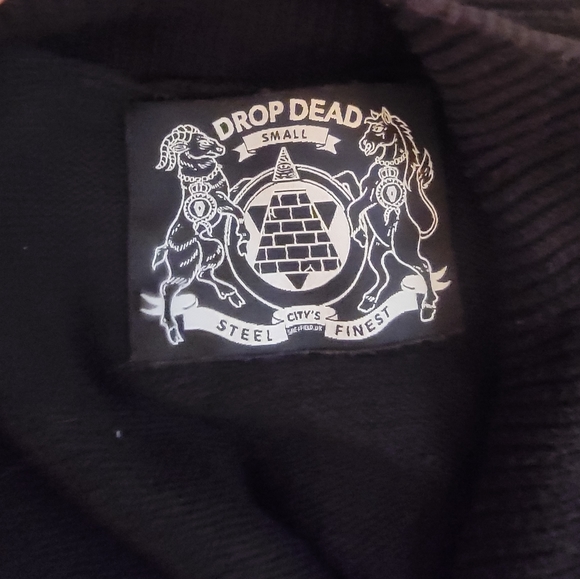 DROP DEAD
SMALL
STEEL CITY'S FINEST